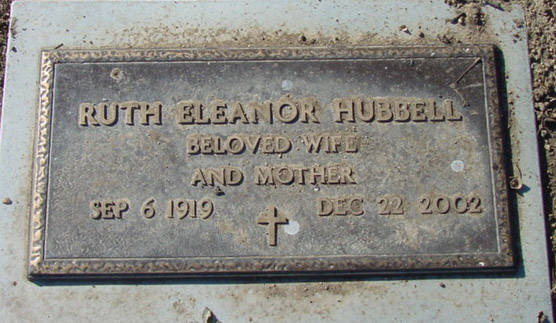 RUTH ELEANOR HUBBELL
BELOVED WIFE
AND MOTHER
SEP 6 1919 DEC 22 2002